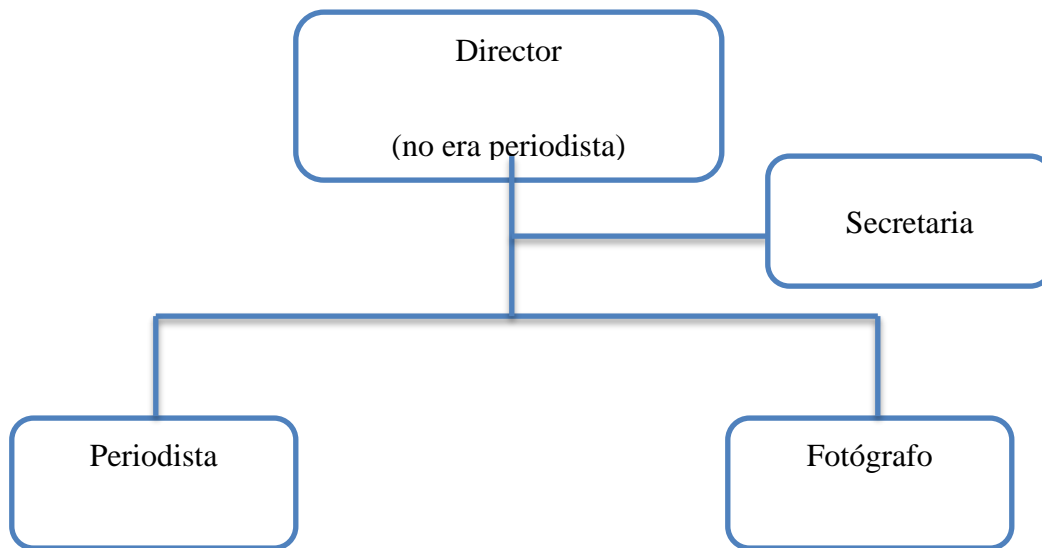 Director
(no era periodista)
Secretaria
Periodista
Fotógrafo